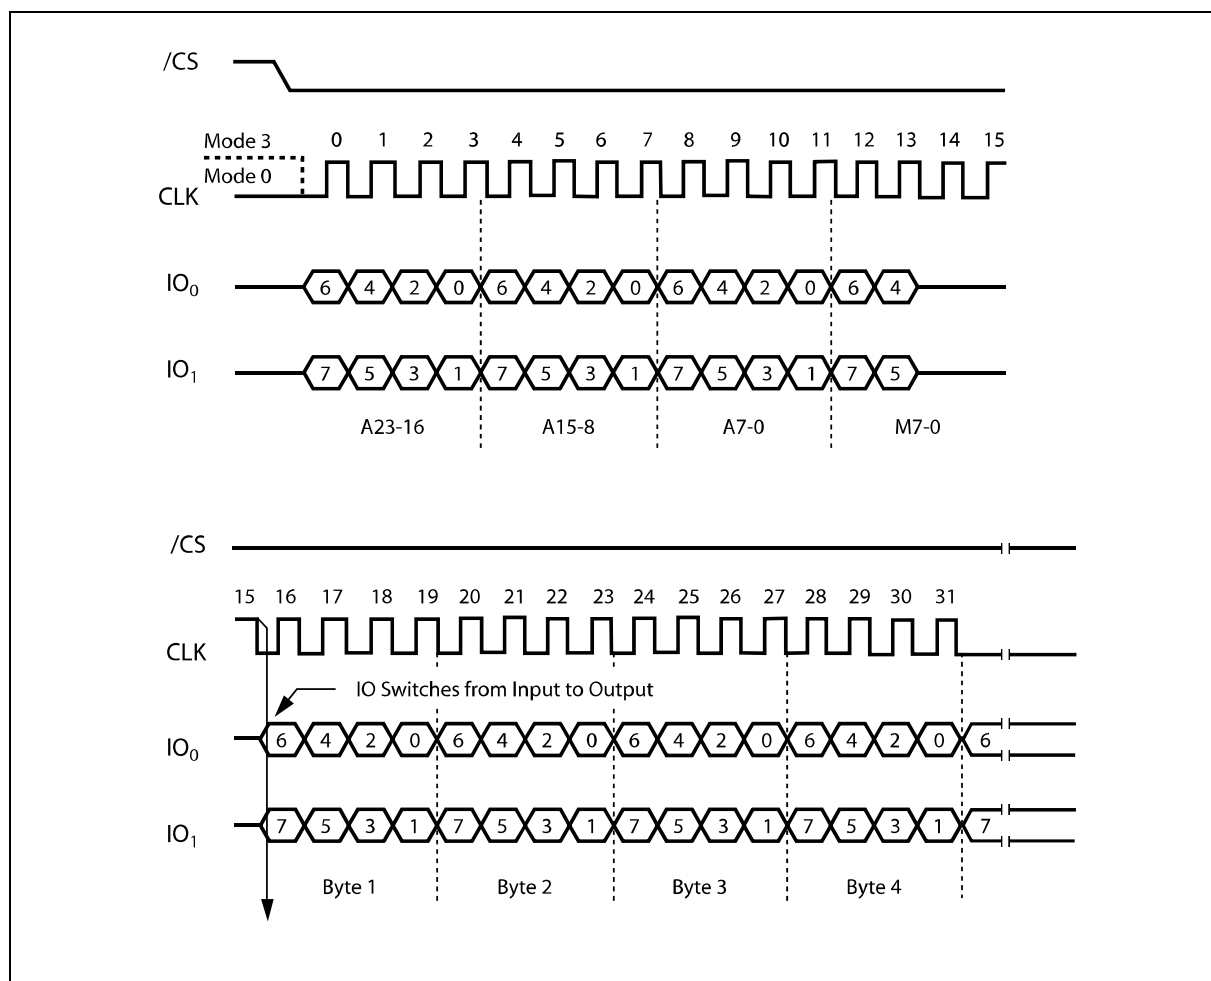 /CS
Mode 3
0 1 2 3 4 5 6 7 8 9 10 11 12 13 14 15
Mode 0
CLK
IO0 6 4 2 0 6 4 2 0 6 4 2 0 6 4
IO1 7 5 3 1 7 5 3 1 7 5 3 1 7 5
A23-16 A15-8 A7-0 M7-0
/CS
15 16 17 18 19 20 21 22 23 24 25 26 27 28 29 30 31
CLK
IO Switches from Input to Output
IO0 6 4 2 0 6 4 2 0 6 4 2 0 6 4 2 0 6
IO1 7 5 3 1 7 5 3 1 7 5 3 1 7 5 3 1 7
Byte 1 Byte 2 Byte 3 Byte 4